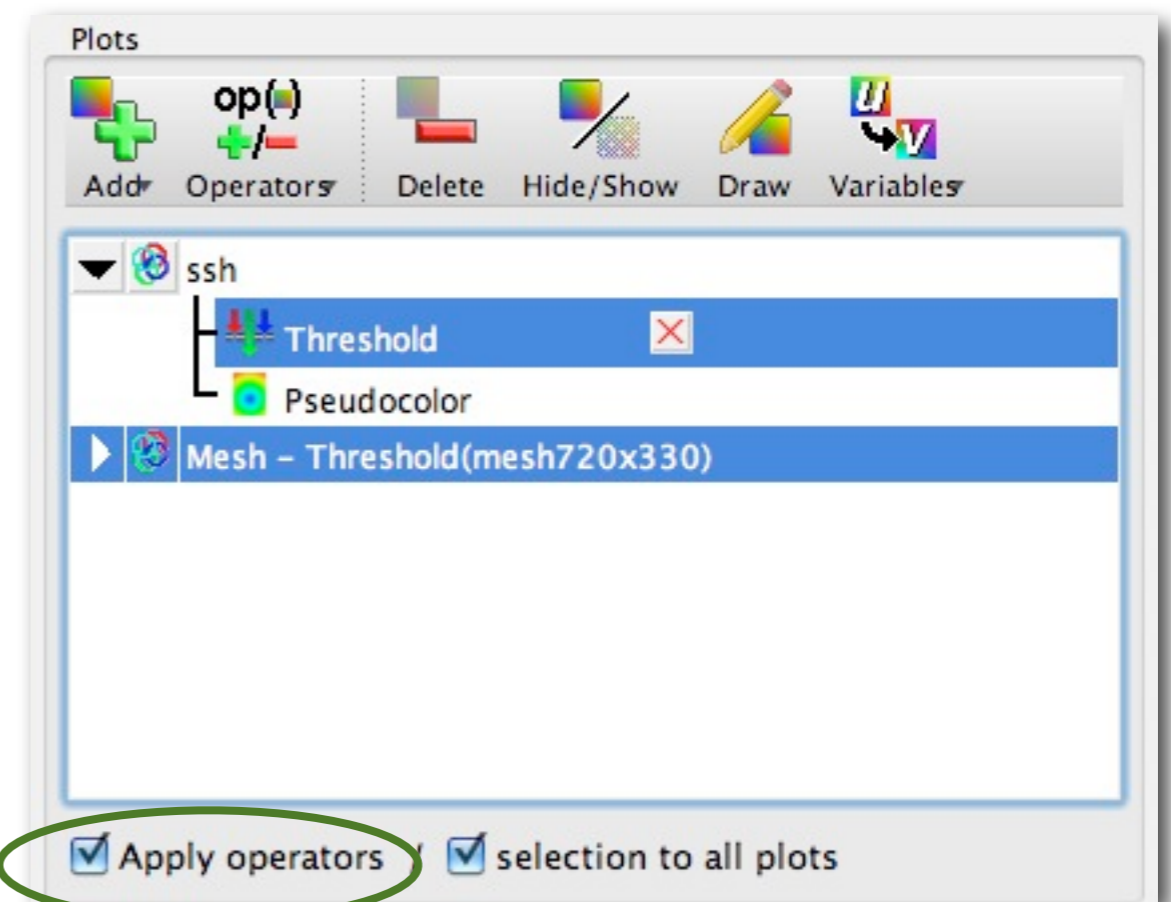 Plots
op( )
+/-
Add Operators Delete Hide/Show Draw Variables
U
V
ssh
Threshold
Pseudocolor
Mesh – Threshold(mesh720x330)
Apply operators / selection to all plots